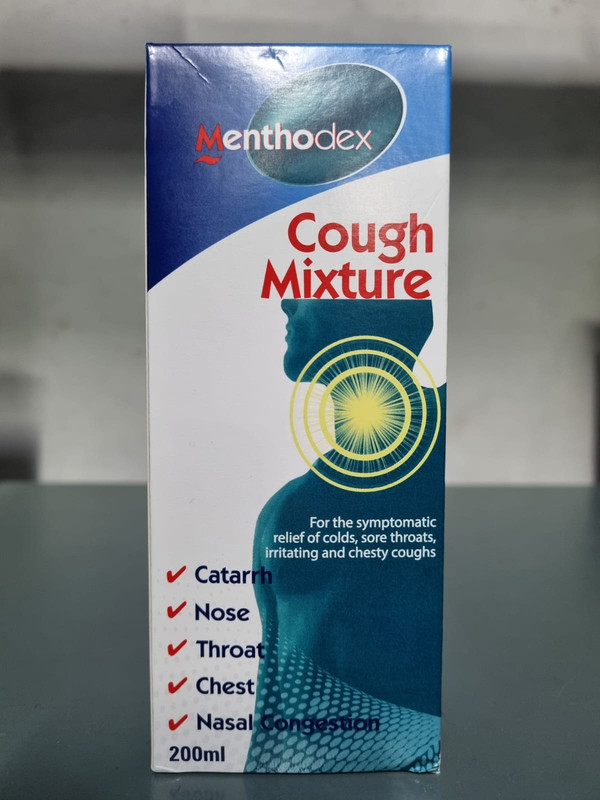 Menthodex
Cough
Mixture
For the symptomatic
relief of colds, sore throats,
irritating and chesty coughs
Catarrh
Nose
Throat
Chest
Nasal Congestion
200ml